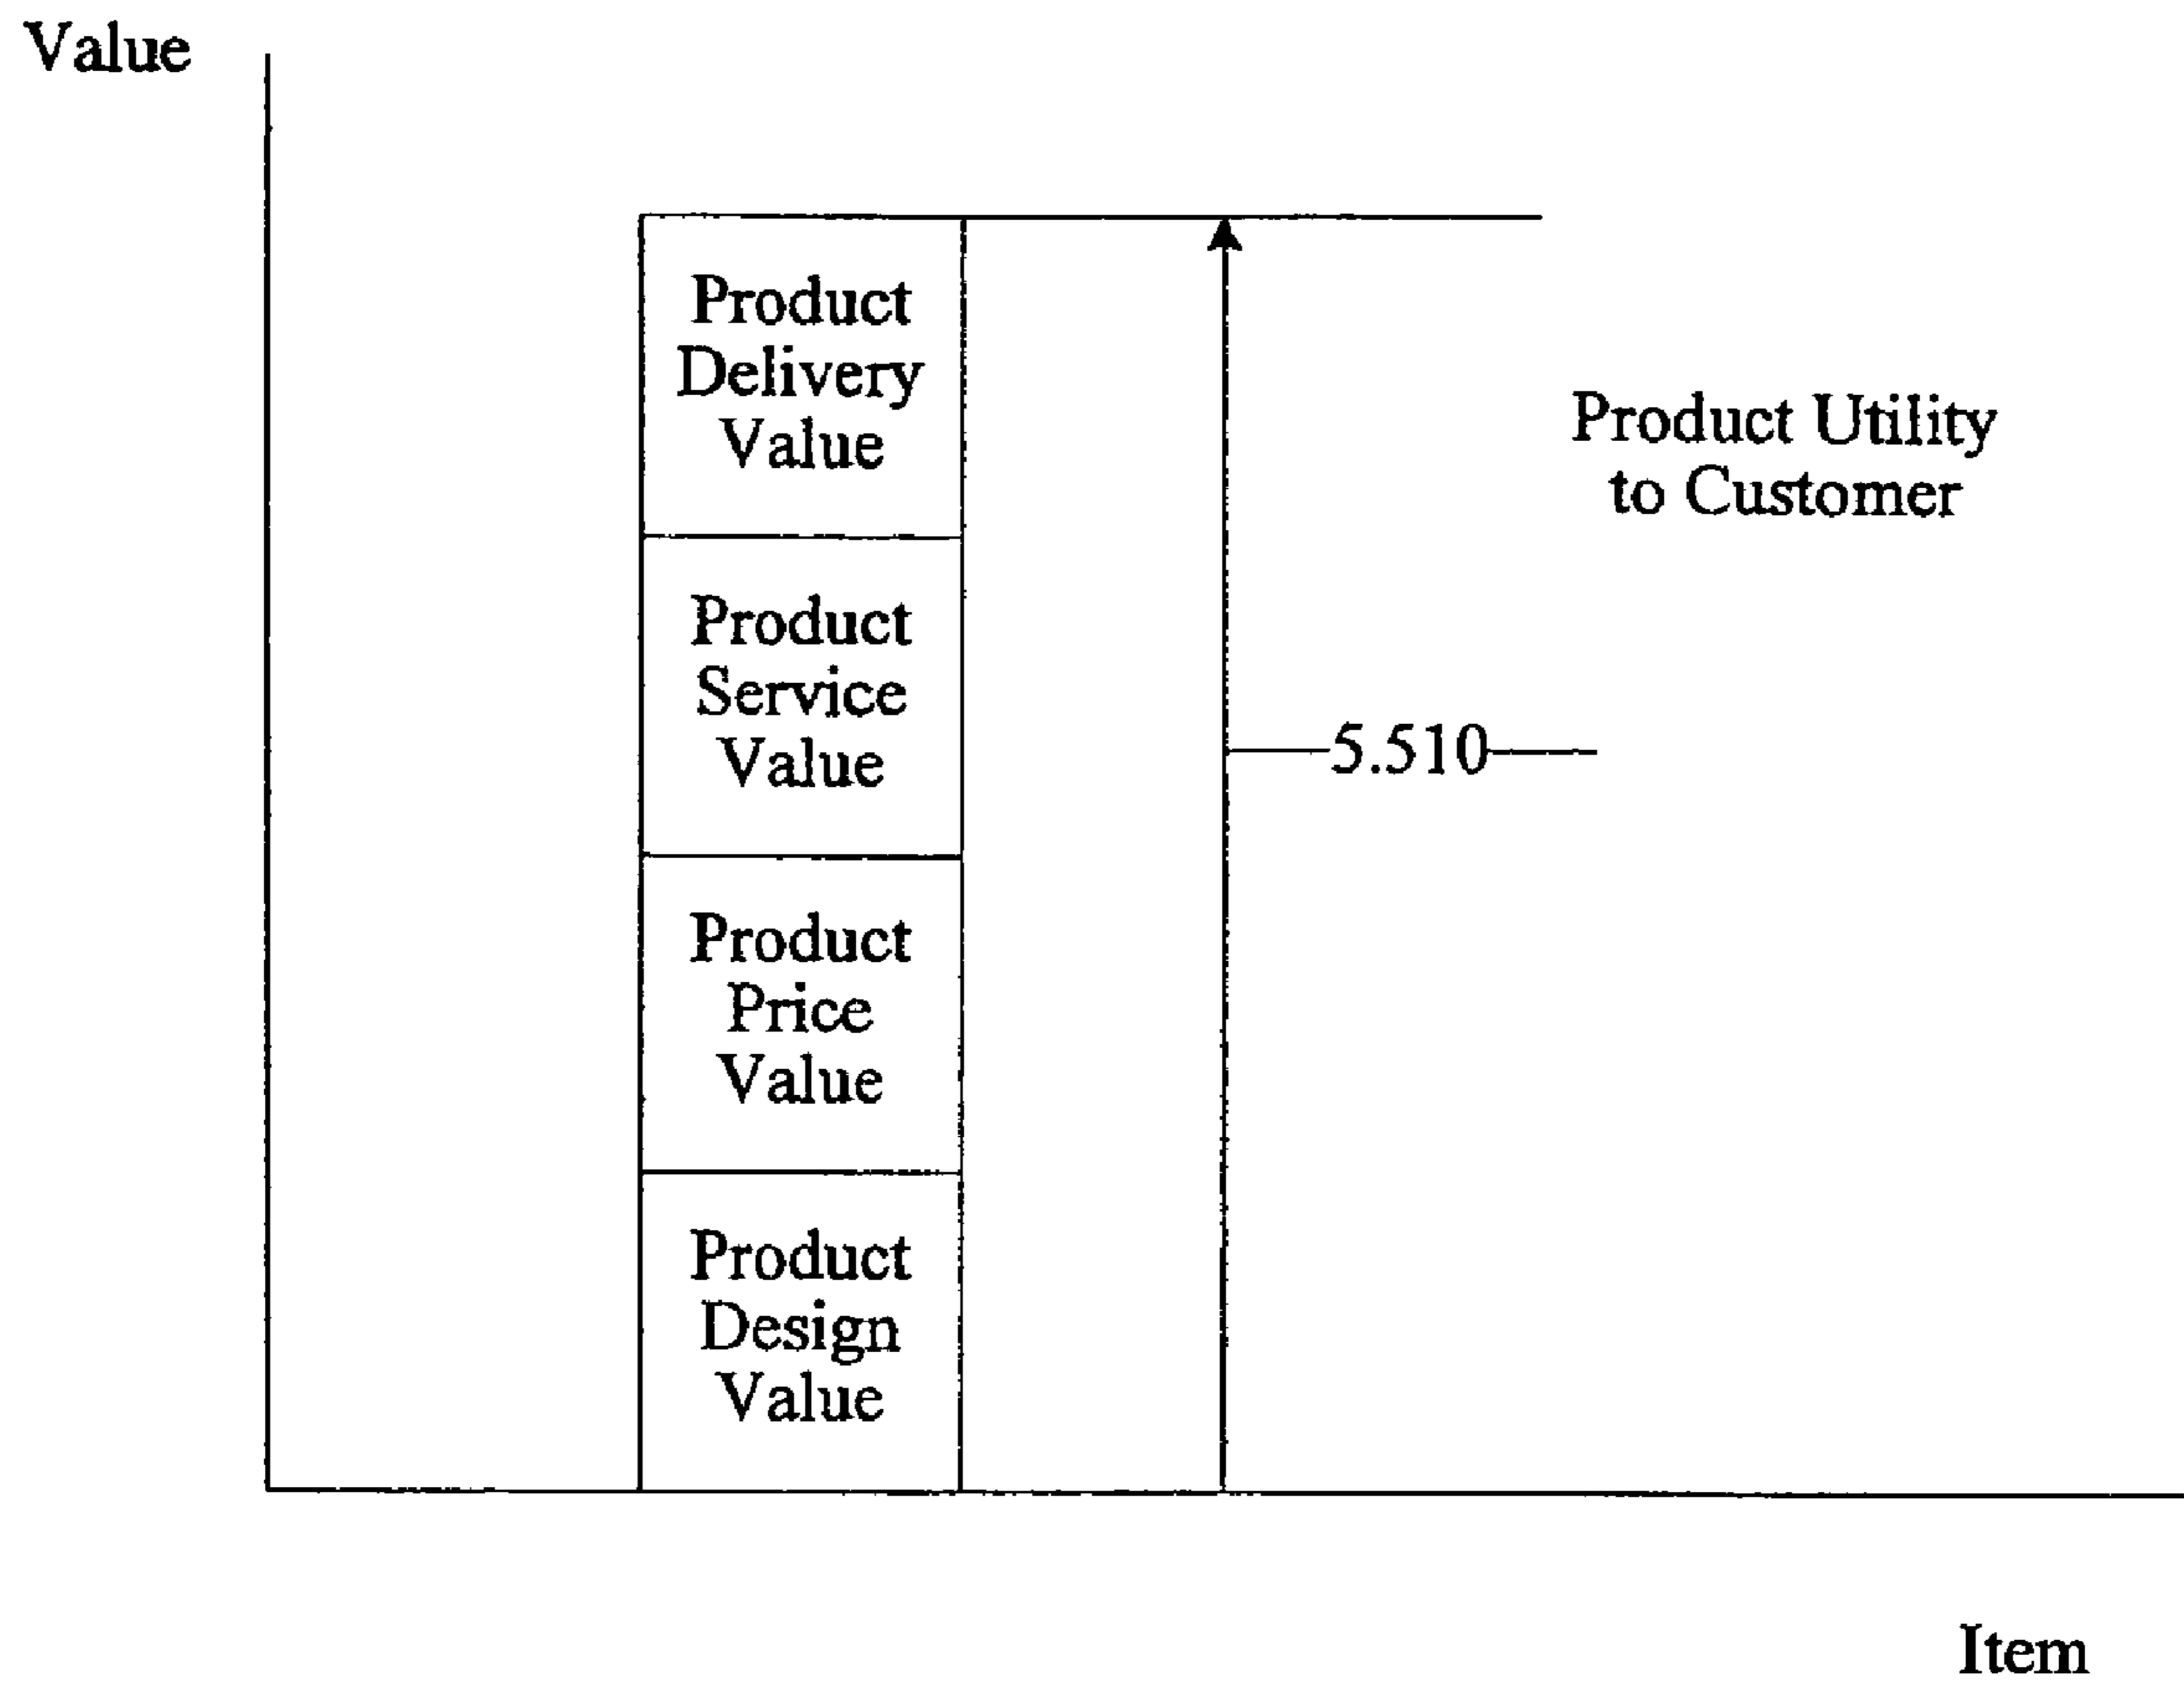 Value
Product
Delivery
Value
Product Utility
to Customer
Product
Service
Value
5.510
Product
Price
Value
Product
Design
Value
Item